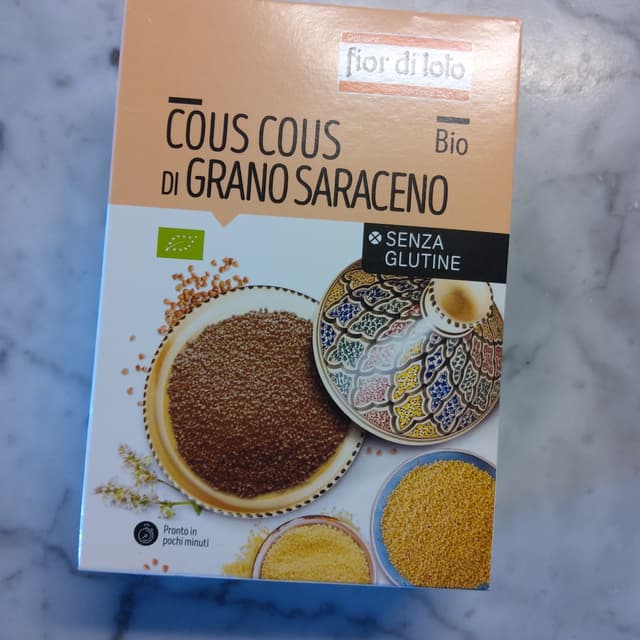 fior di loto
Bio
COUS COUS
DI GRANO SARACENO
SENZA
GLUTINE
Pronto in
pochi minuti